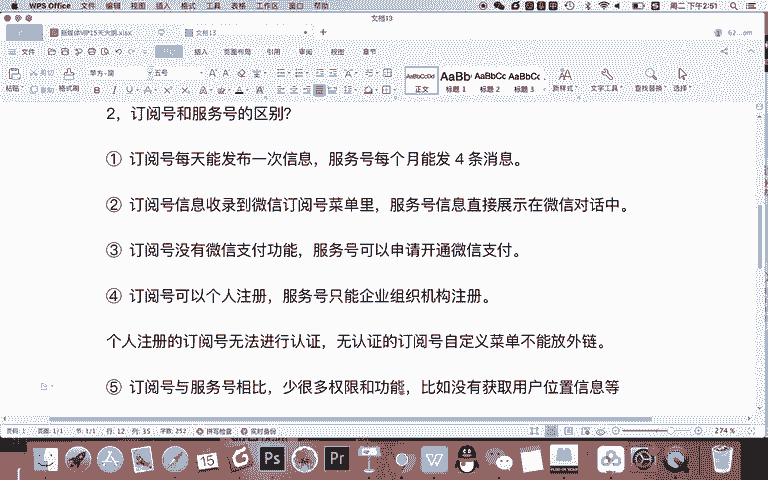 WPS Office 文件 编辑 视图 插入 格式 工具 表格 工作区 窗口 帮助 周二下午2:51
文档13
新媒体VIP15天大纲.xlsx 文档13
文件 插入 页面布局 引用 审阅 视图 章节
粘贴 剪切 复制 格式刷 苹方-简 五号 AaBbCcDd 正文 AaBb 标题 1 AaBbCc 标题 2 AaBbCc 标题 3 新样式 文字工具 查找替换 选择
2，订阅号和服务号的区别?
① 订阅号每天能发布一次信息，服务号每个月能发 4 条消息。
② 订阅号信息收录到微信订阅号菜单里，服务号信息直接展示在微信对话中。
③ 订阅号没有微信支付功能，服务号可以申请开通微信支付。
④ 订阅号可以个人注册，服务号只能企业组织机构注册。
个人注册的订阅号无法进行认证，无认证的订阅号自定义菜单不能放外链。
⑤ 订阅号与服务号相比，少很多权限和功能，比如没有获取用户位置信息等
页码: 1 页面: 1/1 节: 1/1 行: 12 列: 35 字数: 252 拼写检查 实时备份 274 %
15 Ps Pr W